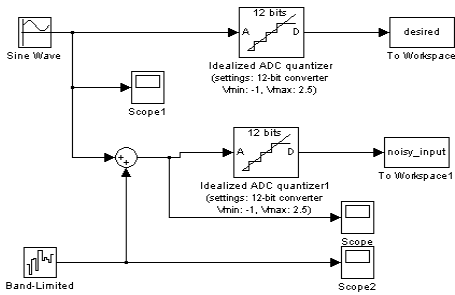 12 bits
A D
desired
Sine Wave
Idealized ADC quantizer
(settings: 12-bit converter
Vmin: -1, Vmax: 2.5)
To Workspace
Scope1
12 bits
A D
noisy_input
Idealized ADC quantizer1
(settings: 12-bit converter
Vmin: -1, Vmax: 2.5)
To Workspace1
Scope
Band-Limited
Scope2